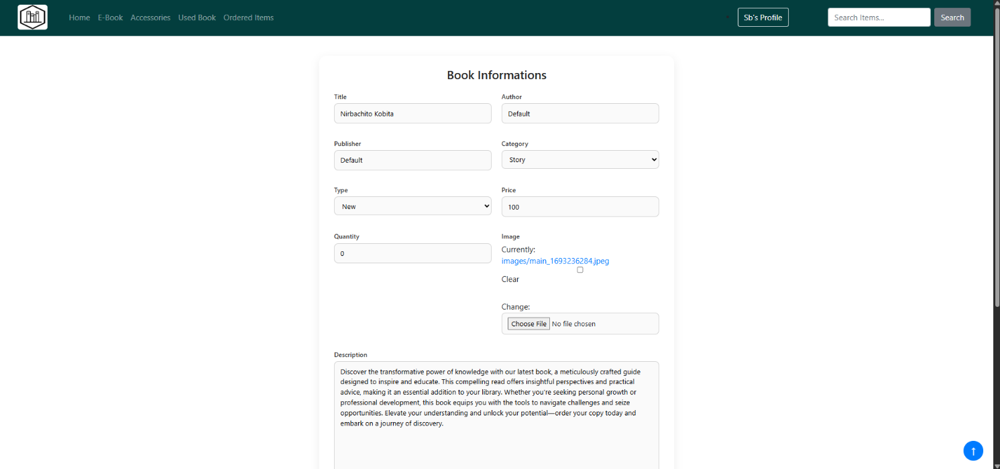 Home E-Book Accessories Used Book Ordered Items Sb's Profile Search Items... Search
Book Informations
Title Author
Nirbachito Kobita Default
Publisher Category
Default Story
Type Price
New 100
Quantity Image
0 Currently:
images/main_1693236284.jpeg
Clear
Change:
Choose File No file chosen
Description
Discover the transformative power of knowledge with our latest book, a meticulously crafted guide
designed to inspire and educate. This compelling read offers insightful perspectives and practical
advice, making it an essential addition to your library. Whether you're seeking personal growth or
professional development, this book equips you with the tools to navigate challenges and seize
opportunities. Elevate your understanding and unlock your potential—order your copy today and
embark on a journey of discovery.